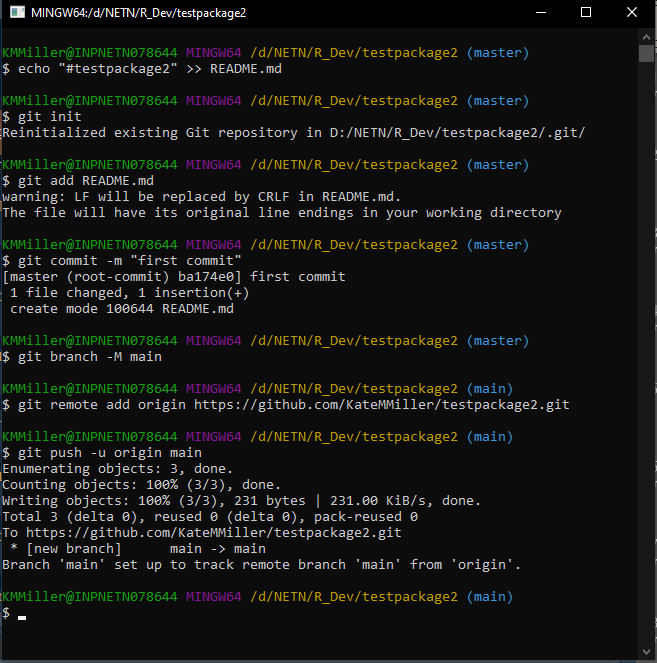 MINGW64:/d/NETN/R_Dev/testpackage2
KMMiller@INPNETN078644 MINGW64 /d/NETN/R_Dev/testpackage2 (master)
$ echo "#testpackage2" >> README.md
KMMiller@INPNETN078644 MINGW64 /d/NETN/R_Dev/testpackage2 (master)
$ git init
Reinitialized existing Git repository in D:/NETN/R_Dev/testpackage2/.git/
KMMiller@INPNETN078644 MINGW64 /d/NETN/R_Dev/testpackage2 (master)
$ git add README.md
warning: LF will be replaced by CRLF in README.md.
The file will have its original line endings in your working directory
KMMiller@INPNETN078644 MINGW64 /d/NETN/R_Dev/testpackage2 (master)
$ git commit -m "first commit"
[master (root-commit) ba174e0] first commit
 1 file changed, 1 insertion(+)
 create mode 100644 README.md
KMMiller@INPNETN078644 MINGW64 /d/NETN/R_Dev/testpackage2 (master)
$ git branch -M main
KMMiller@INPNETN078644 MINGW64 /d/NETN/R_Dev/testpackage2 (main)
$ git remote add origin https://github.com/KateMMiller/testpackage2.git
KMMiller@INPNETN078644 MINGW64 /d/NETN/R_Dev/testpackage2 (main)
$ git push -u origin main
Enumerating objects: 3, done.
Counting objects: 100% (3/3), done.
Writing objects: 100% (3/3), 231 bytes | 231.00 KiB/s, done.
Total 3 (delta 0), reused 0 (delta 0), pack-reused 0
To https://github.com/KateMMiller/testpackage2.git
 * [new branch]      main -> main
Branch 'main' set up to track remote branch 'main' from 'origin'.
KMMiller@INPNETN078644 MINGW64 /d/NETN/R_Dev/testpackage2 (main)
$